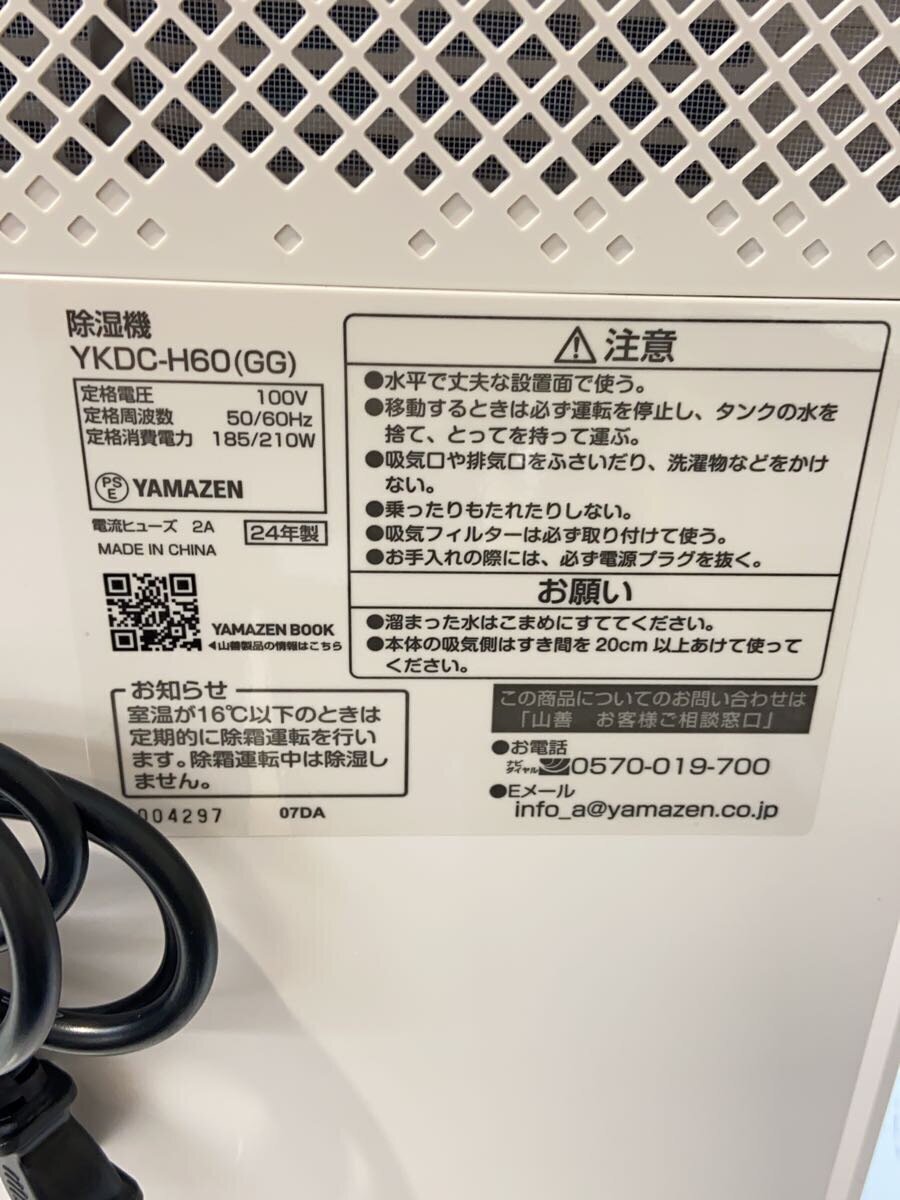 除湿機
YKDC-H60(GG)
定格電圧 100V
定格周波数 50/60Hz
定格消費電力 185/210W
PSE YAMAZEN
電流ヒューズ 2A 24年製
MADE IN CHINA
YAMAZEN BOOK
◀山善製品の情報はこちら
お知らせ
室温が16℃以下のときは
定期的に除霜運転を行い
ます。除霜運転中は除湿し
ません。
004297 07DA
注意
●水平で丈夫な設置面で使う。
●移動するときは必ず運転を停止し、タンクの水を
捨て、とってを持って運ぶ。
●吸気口や排気口をふさいだり、洗濯物などをかけ
ない。
●乗ったりもたれたりしない。
●吸気フィルターは必ず取り付けて使う。
●お手入れの際には、必ず電源プラグを抜く。
お願い
●溜まった水はこまめにすててください。
●本体の吸気側はすき間を20cm以上あけて使って
ください。
この商品についてのお問い合わせは
「山善 お客様ご相談窓口」
●お電話
ナビダイヤル 0570-019-700
●Eメール
info_a@yamazen.co.jp